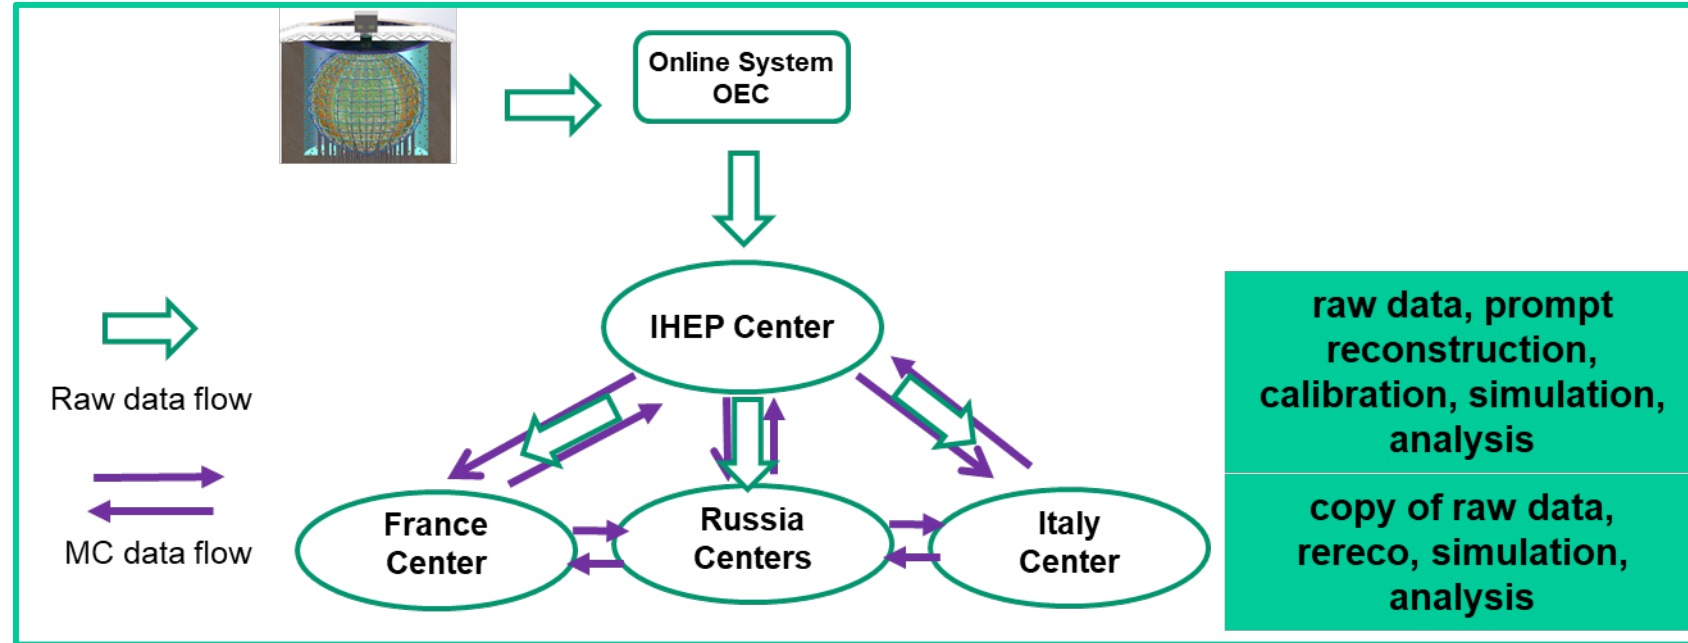 Online System
OEC
IHEP Center
raw data, prompt
reconstruction,
calibration, simulation,
analysis
Raw data flow
MC data flow
France
Center
Russia
Centers
Italy
Center
copy of raw data,
rereco, simulation,
analysis